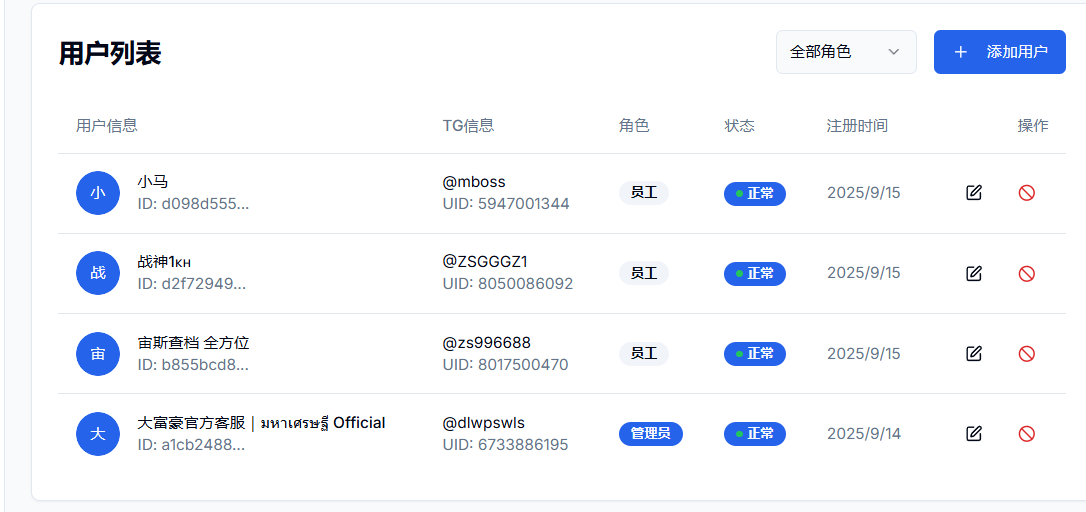 用户列表
全部角色
+ 添加用户
用户信息 TG信息 角色 状态 注册时间 操作
小 小马 @mboss 员工 正常 2025/9/15
ID: d098d555... UID: 5947001344
战 战神1кн @ZSGGGZ1 员工 正常 2025/9/15
ID: d2f72949... UID: 8050086092
宙 宙斯查档 全方位 @zs996688 员工 正常 2025/9/15
ID: b855bcd8... UID: 8017500470
大 大富豪官方客服｜มหาเศรษฐี Official @dlwpswls 管理员 正常 2025/9/14
ID: a1cb2488... UID: 6733886195